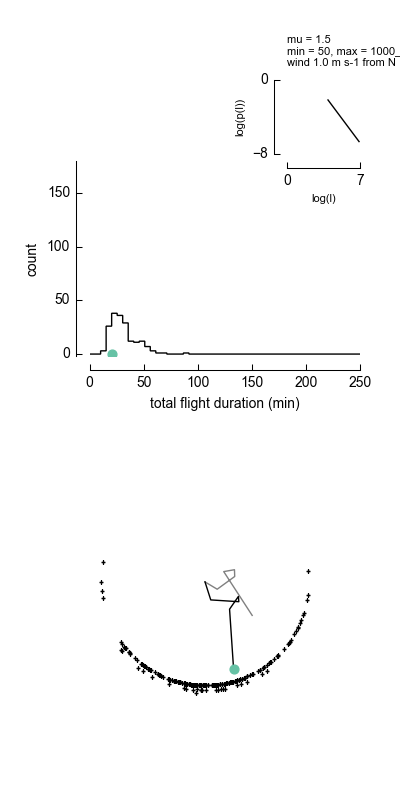 mu = 1.5
min = 50, max = 1000_
wind 1.0 m s-1 from N
0
−8
log(p(l))
0 7
log(l)
150
100
50
0
count
0 50 100 150 200 250
total flight duration (min)